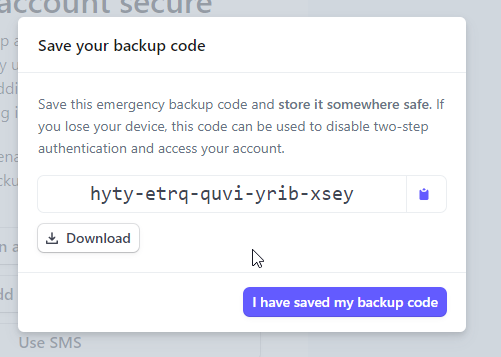 account secure
Save your backup code
Save this emergency backup code and store it somewhere safe. If
you lose your device, this code can be used to disable two-step
authentication and access your account.
hyty-etrq-quvi-yrib-xsey
Download
I have saved my backup code
Use SMS